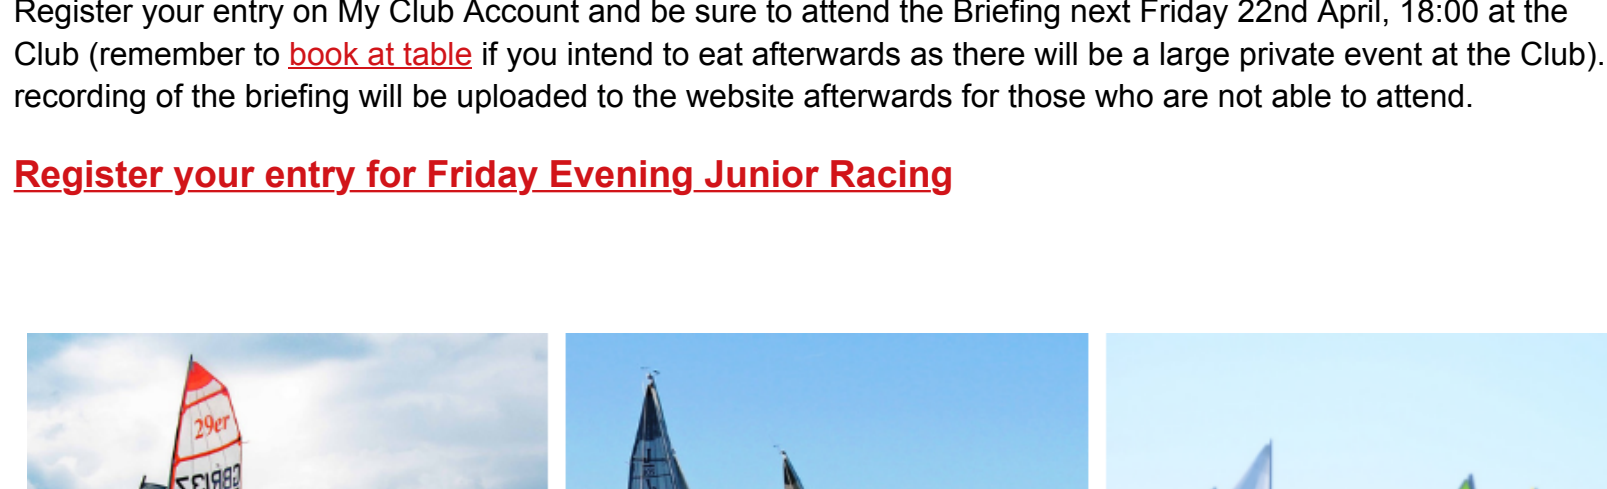 Register your entry on My Club Account and be sure to attend the Briefing next Friday 22nd April, 18:00 at the
Club (remember to book at table if you intend to eat afterwards as there will be a large private event at the Club).
recording of the briefing will be uploaded to the website afterwards for those who are not able to attend.
Register your entry for Friday Evening Junior Racing
29er
GBR137